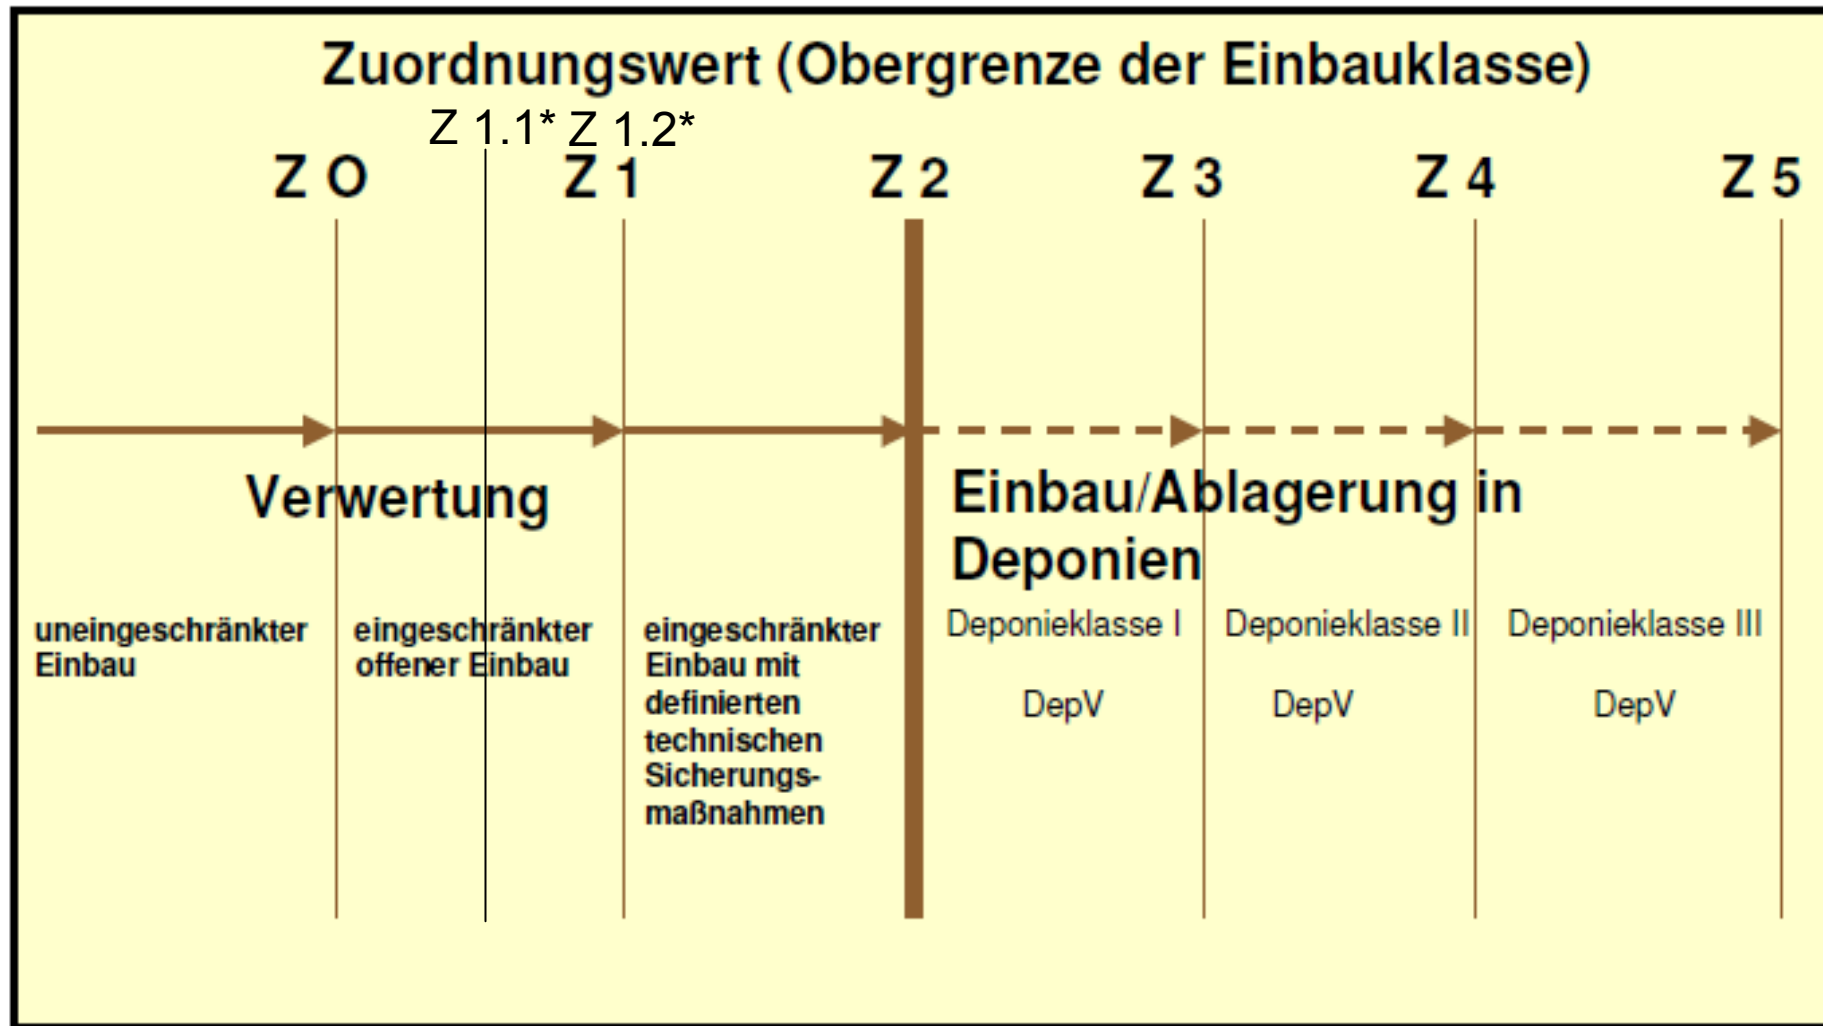 Zuordnungswert (Obergrenze der Einbauklasse)
Z 1.1* Z 1.2*
Z O Z 1 Z 2 Z 3 Z 4 Z 5
Verwertung
Einbau/Ablagerung in
Deponien
uneingeschränkter
Einbau
eingeschränkter
offener Einbau
eingeschränkter
Einbau mit
definierten
technischen
Sicherungs-
maßnahmen
Deponieklasse I
DepV
Deponieklasse II
DepV
Deponieklasse III
DepV